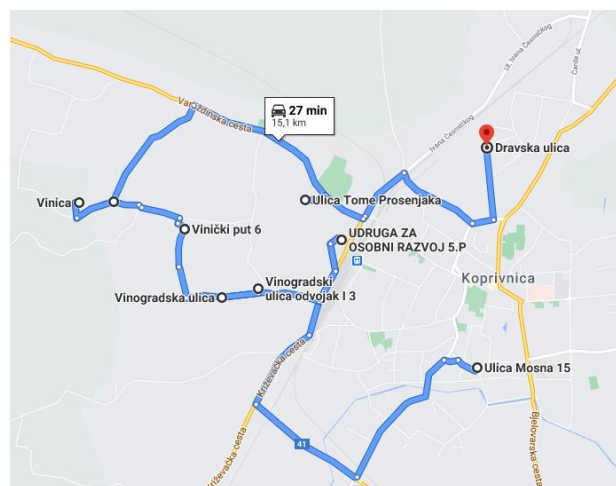 Ul. Ivana Česmičkog
Čarda ul.
Varaždinska cesta
27 min
15,1 km
Ivana Česmičkog
Dravska ulica
Vinica
Ulica Tome Prosenjaka
Vinički put 6
UDRUGA ZA
OSOBNI RAZVOJ 5.P
Koprivnica
Vinogradska ulica
Vinogradski
ulica odvojak I 3
Križevačka cesta
Ulica Mosna 15
41
Križevačka cesta
Bjelovarska cesta